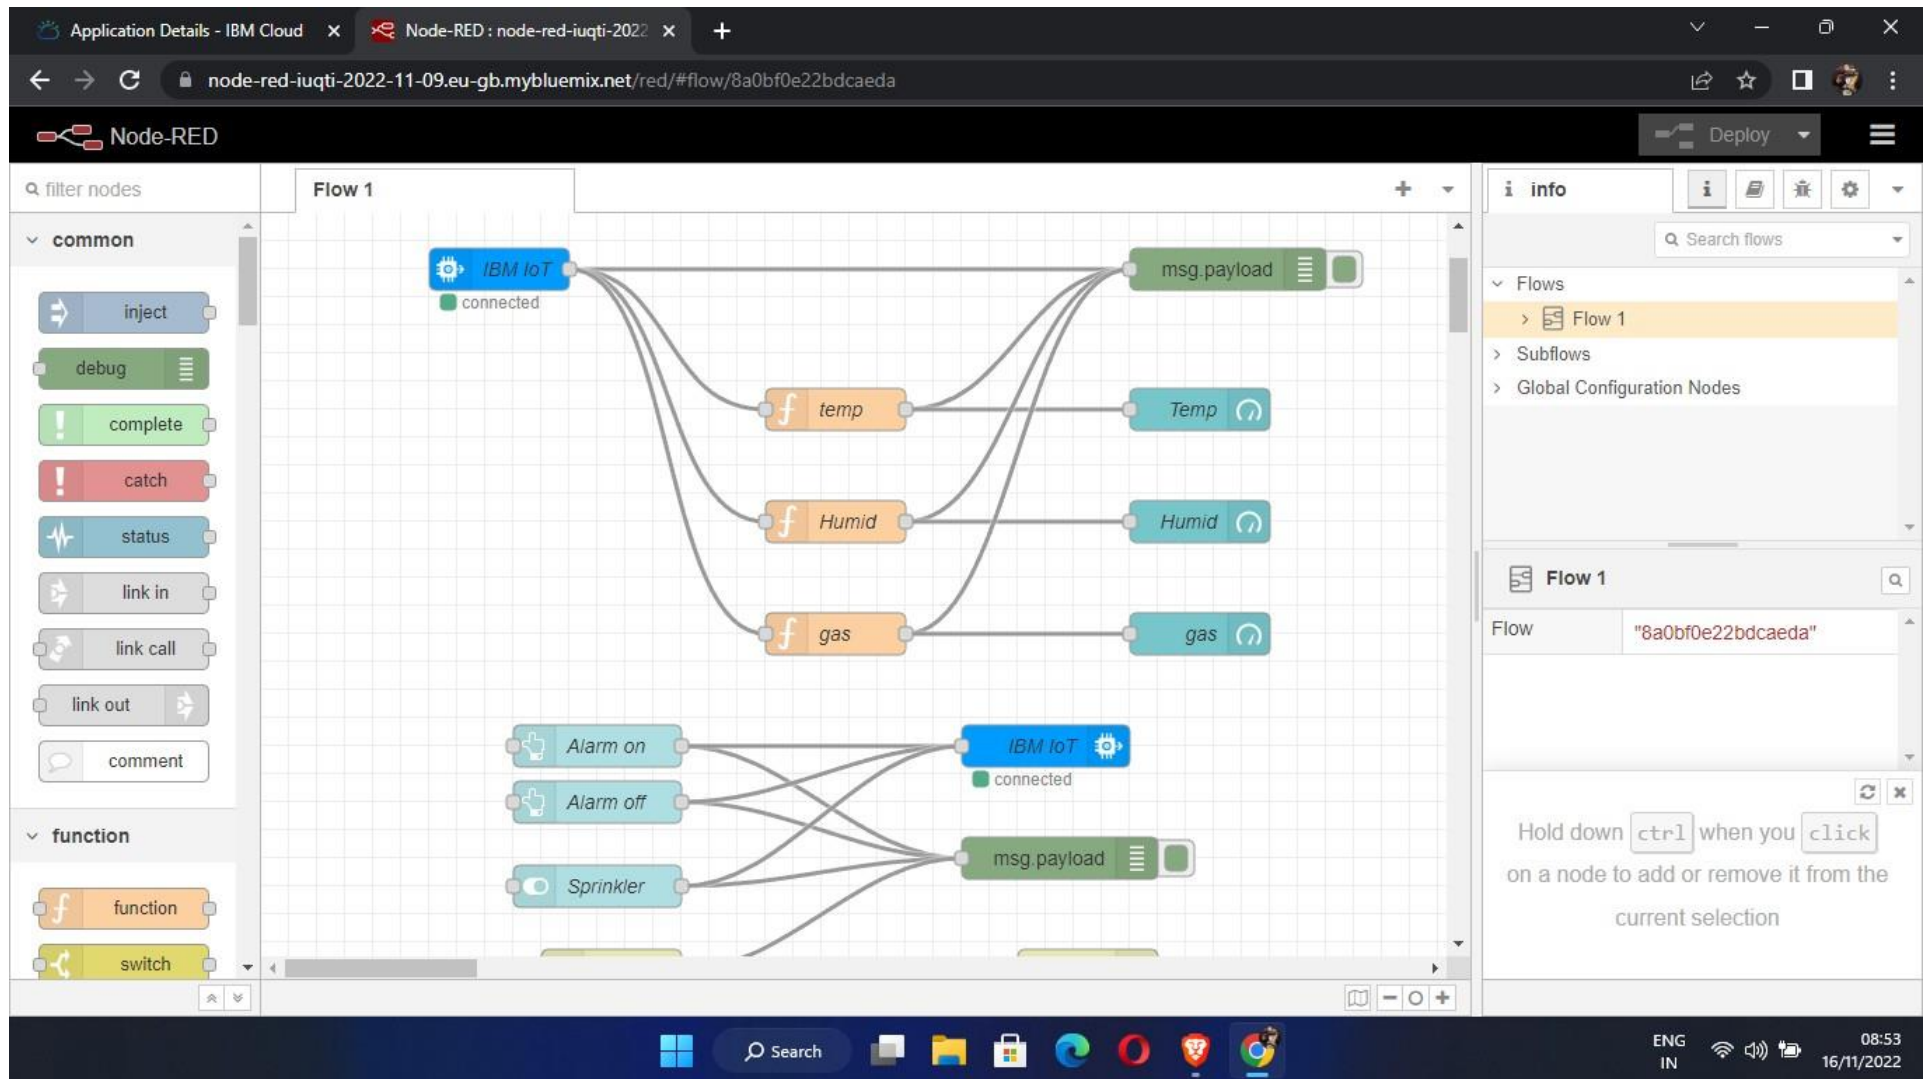 Application Details - IBM Cloud
Node-RED : node-red-iuqti-2022
node-red-iuqti-2022-11-09.eu-gb.mybluemix.net/red/#flow/8a0bf0e22bdcaeda
Node-RED
Deploy
filter nodes
Flow 1
i info
i
Search flows
common
inject
debug
complete
catch
status
link in
link call
link out
comment
function
function
switch
IBM IoT
connected
msg.payload
temp
Temp
Humid
Humid
gas
gas
Alarm on
IBM IoT
connected
Alarm off
msg.payload
Sprinkler
Flows
Flow 1
Subflows
Global Configuration Nodes
Flow 1
Flow
"8a0bf0e22bdcaeda"
Hold down ctrl when you click
on a node to add or remove it from the
current selection
Search
ENG
IN
08:53
16/11/2022